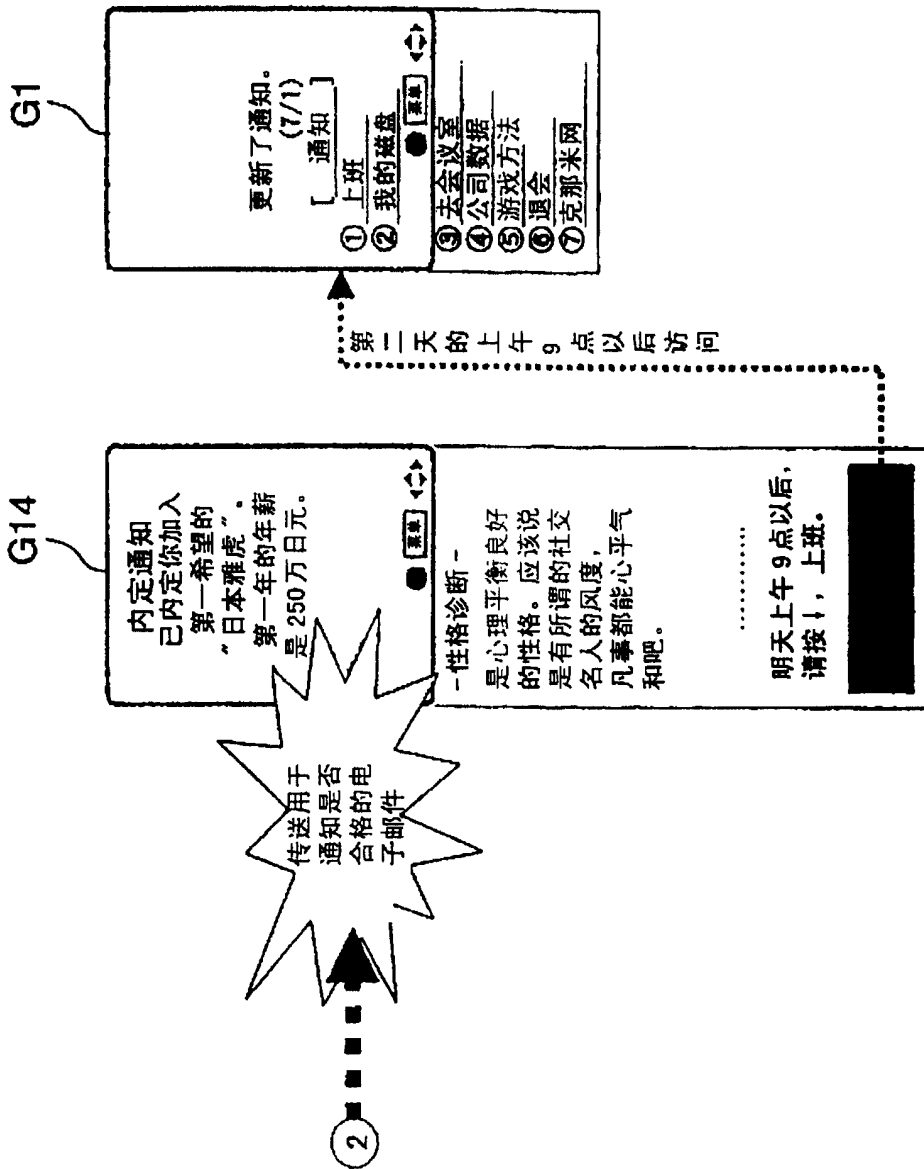 ②
传送用于
通知是否
合格的电
子邮件
G14
内定通知
已内定你加入
第一希望的
“日本雅虎”。
第一年的年薪
是250万日元。
菜单
-性格诊断-
是心理平衡良好
的性格。应该说
是有所谓的社交
名人的风度，
凡事都能心平气
和吧。
…………
明天上午9点以后，
请按↓，上班。
第二天的上午9点以后访问
G1
更新了通知。
(7/1)
[ 通知 ]
① 上班
② 我的磁盘
菜单
③去会议室
④公司数据
⑤游戏方法
⑥退会
⑦克那米网